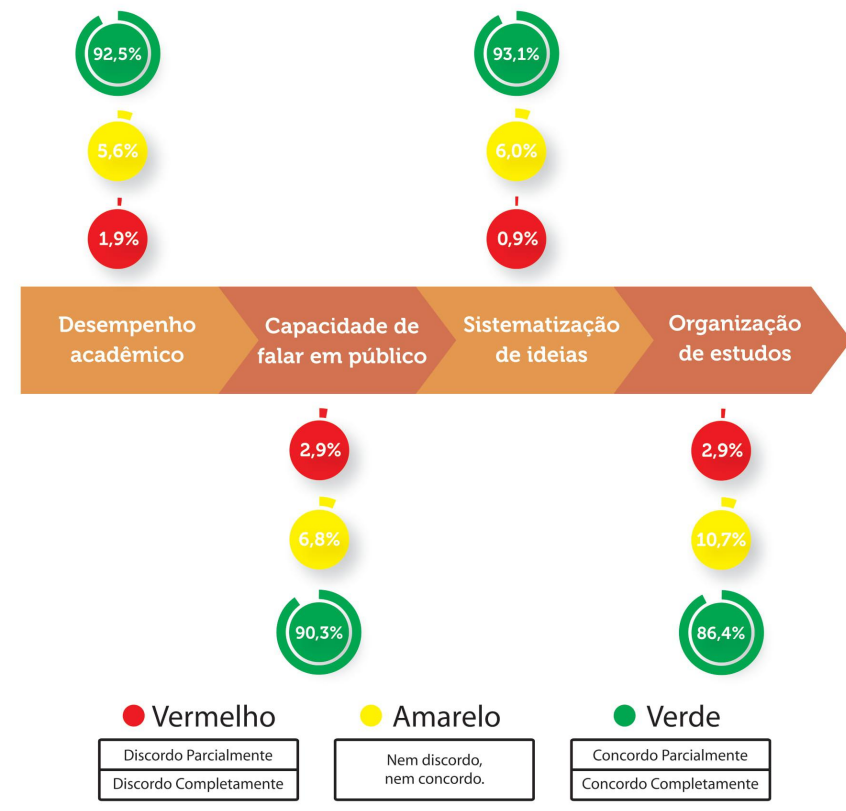 92,5%
93,1%
5,6%
6,0%
1,9%
0,9%
Desempenho
acadêmico
Capacidade de
falar em público
Sistematização
de ideias
Organização
de estudos
2,9%
2,9%
6,8%
10,7%
90,3%
86,4%
Vermelho
Discordo Parcialmente
Discordo Completamente
Amarelo
Nem discordo,
nem concordo.
Verde
Concordo Parcialmente
Concordo Completamente